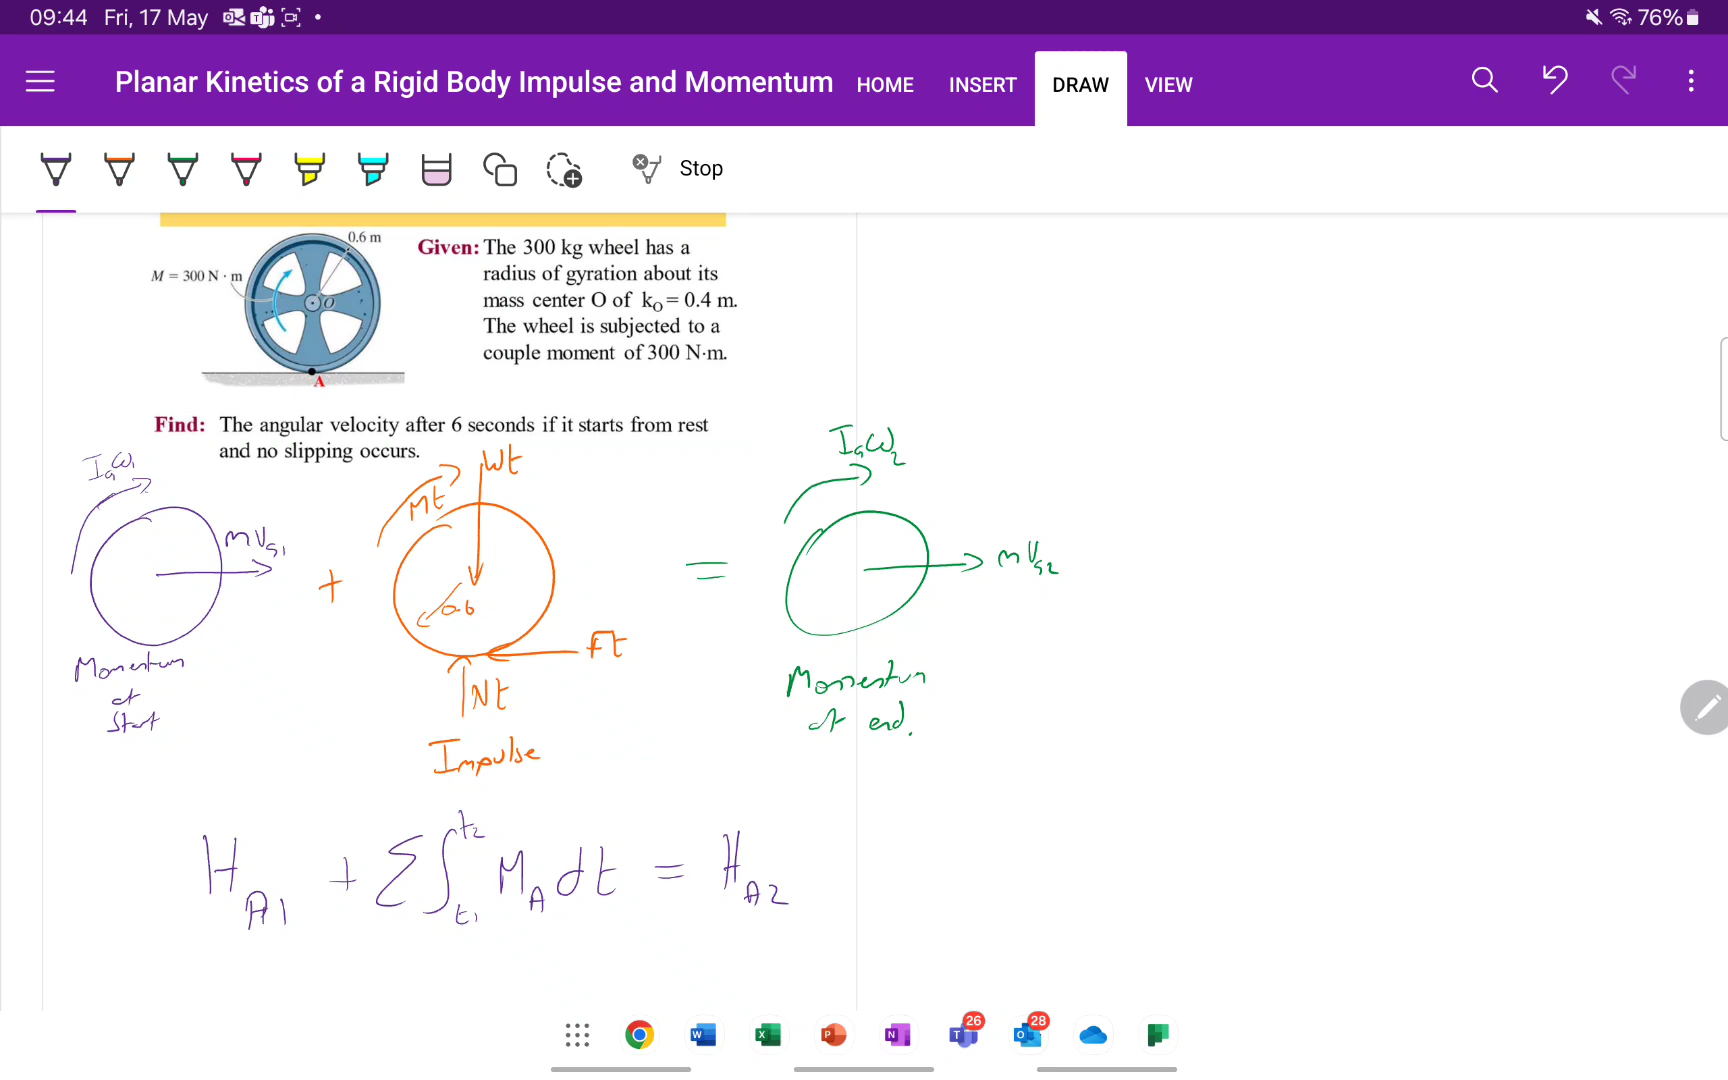 09:44 Fri, 17 May
76%
Planar Kinetics of a Rigid Body Impulse and Momentum HOME INSERT DRAW VIEW
Stop
0.6 m
M = 300 N · m
O
A
Given: The 300 kg wheel has a
radius of gyration about its
mass center O of kO= 0.4 m.
The wheel is subjected to a
couple moment of 300 N·m.
Find: The angular velocity after 6 seconds if it starts from rest
and no slipping occurs.
IGω1
mVG1
Momentum
at
Start
+
Mt
Wt
0.6
Ft
Nt
Impulse
=
IGω2
mVG2
Momentum
at end.
HA1 + Σ∫t1t2 MA dt = HA2
26
28